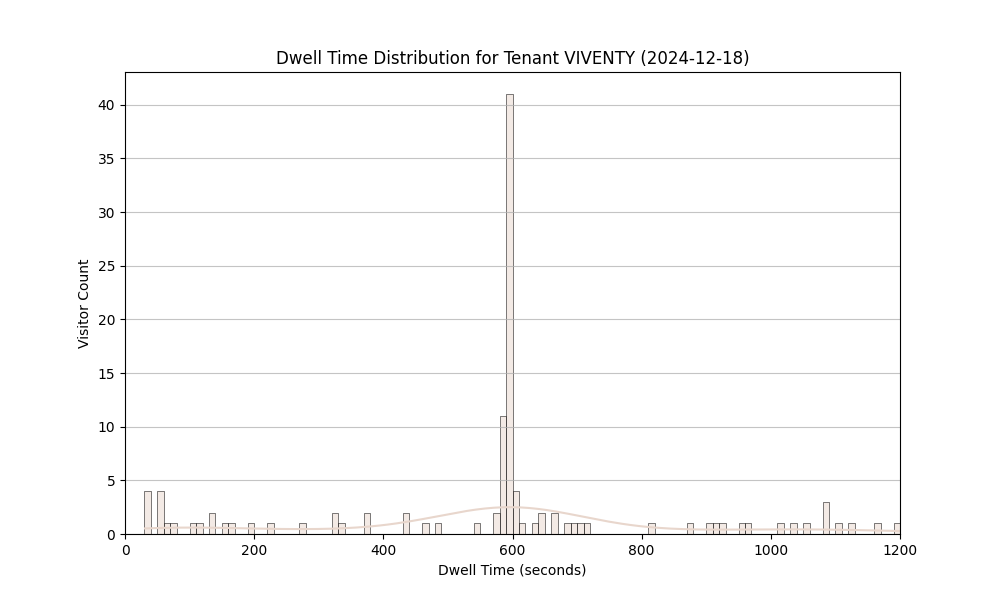 Dwell Time Distribution for Tenant VIVENTY (2024-12-18)
40
35
30
25
20
15
10
5
0
Visitor Count
0 200 400 600 800 1000 1200
Dwell Time (seconds)